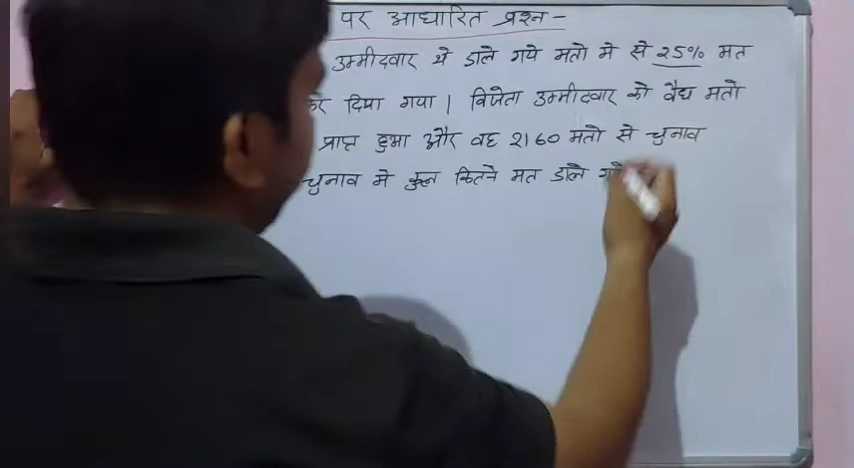 पर आधारित प्रश्न-
उम्मीदवार थे डाले गये मतो मे से 25% मत
कर दिया गया । विजेता उम्मीदवार को वैद्य मतो
प्राप्त हुआ और वह 2160 मतो से चुनाव
चुनाव मे कुल कितने मत डाले गये